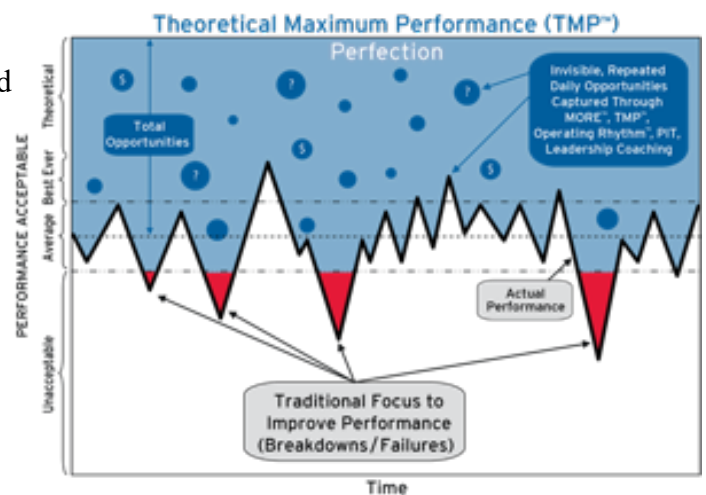 Theoretical Maximum Performance (TMP™)
Perfection
d
Invisible, Repeated
Daily Opportunities
Captured Through
MORE™, TMP™,
Operating Rhythm™, PIT,
Leadership Coaching
$
?
?
Total
Opportunities
$
?
$
PERFORMANCE ACCEPTABLE
Theoretical
Best Ever
Average
Unacceptable
Actual
Performance
Traditional Focus to
Improve Performance
(Breakdowns/Failures)
Time